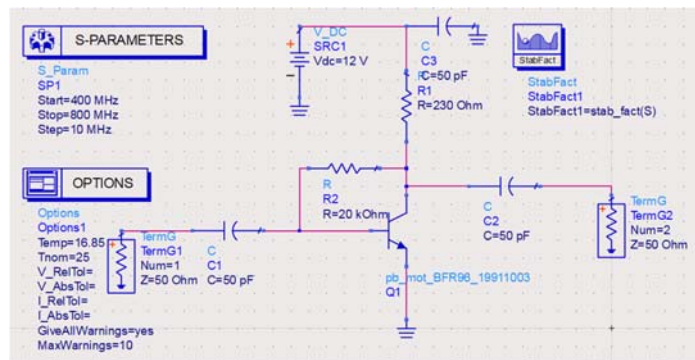 S-PARAMETERS
S_Param
SP1
Start=400 MHz
Stop=800 MHz
Step=10 MHz
V_DC
SRC1
Vdc=12 V
C
C3
C=50 pF
R
R1
R=230 Ohm
StabFact
StabFact
StabFact1
StabFact1=stab_fact(S)
OPTIONS
Options
Options1
Temp=16.85
Tnom=25
V_RelTol=
V_AbsTol=
I_RelTol=
I_AbsTol=
GiveAllWarnings=yes
MaxWarnings=10
TermG
TermG1
Num=1
Z=50 Ohm
C
C1
C=50 pF
R
R2
R=20 kOhm
C
C2
C=50 pF
TermG
TermG2
Num=2
Z=50 Ohm
pb_mot_BFR96_19911003
Q1